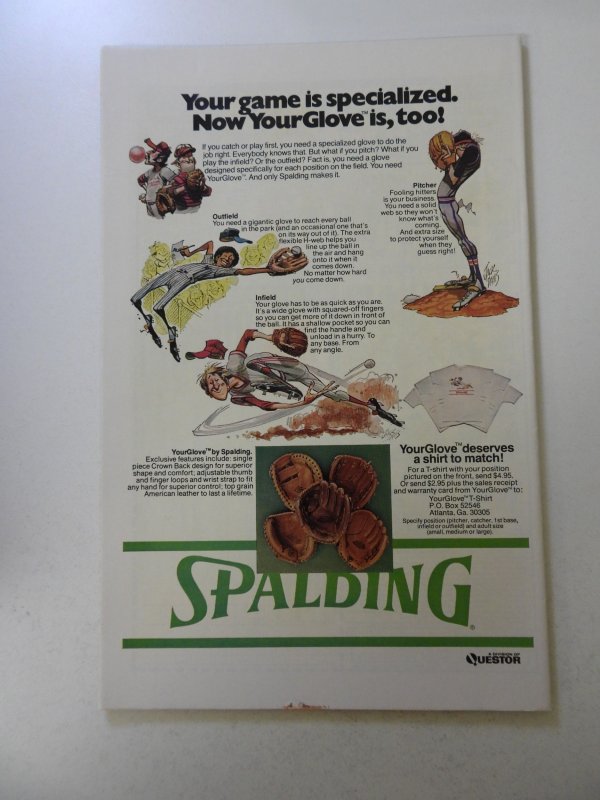 Your game is specialized.
Now YourGlove™ is, too!
If you catch or play first, you need a specialized glove to do the
job right. Everybody knows that. But what if you pitch? What if you
play the infield? Or the outfield? Fact is, you need a glove
designed specifically for each position on the field. You need
YourGlove™. And only Spalding makes it.
Pitcher
Fooling hitters
is your business.
You need a solid
web so they won't
know what's
coming.
And extra size
to protect yourself
when they
guess right!
Outfield
You need a gigantic glove to reach every ball
in the park (and an occasional one that's
on its way out of it). The extra
flexible H-web helps you
line up the ball in
the air and hang
onto it when it
comes down.
No matter how hard
you come down.
Infield
Your glove has to be as quick as you are.
It's a wide glove with squared-off fingers
so you can get more of it down in front of
the ball. It has a shallow pocket so you can
find the handle and
unload in a hurry. To
any base. From
any angle.
YourGlove™ by Spalding.
Exclusive features include: single
piece Crown Back design for superior
shape and comfort; adjustable thumb
and finger loops and wrist strap to fit
any hand for superior control; top grain
American leather to last a lifetime.
YourGlove™ deserves
a shirt to match!
For a T-shirt with your position
pictured on the front, send $4.95.
Or send $2.95 plus the sales receipt
and warranty card from YourGlove™ to:
YourGlove™ T-Shirt
P.O. Box 52546
Atlanta, Ga. 30305
Specify position (pitcher, catcher, 1st base,
infield or outfield) and adult size
(small, medium or large).
SPALDING®
A DIVISION OF
QUESTOR